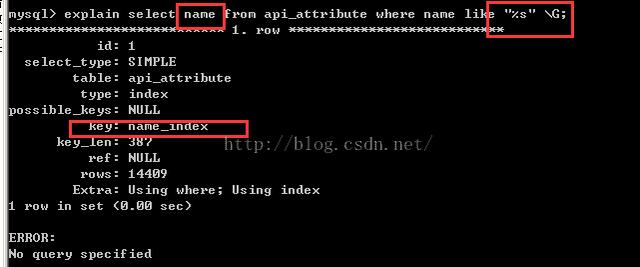 mysql> explain select name from api_attribute where name like "%s" \G;
*************************** 1. row ***************************
id: 1
select_type: SIMPLE
table: api_attribute
type: index
possible_keys: NULL
key: name_index
key_len: 387
ref: NULL
rows: 14409
Extra: Using where; Using index
1 row in set (0.00 sec)
ERROR:
No query specified
http://blog.csdn.net/